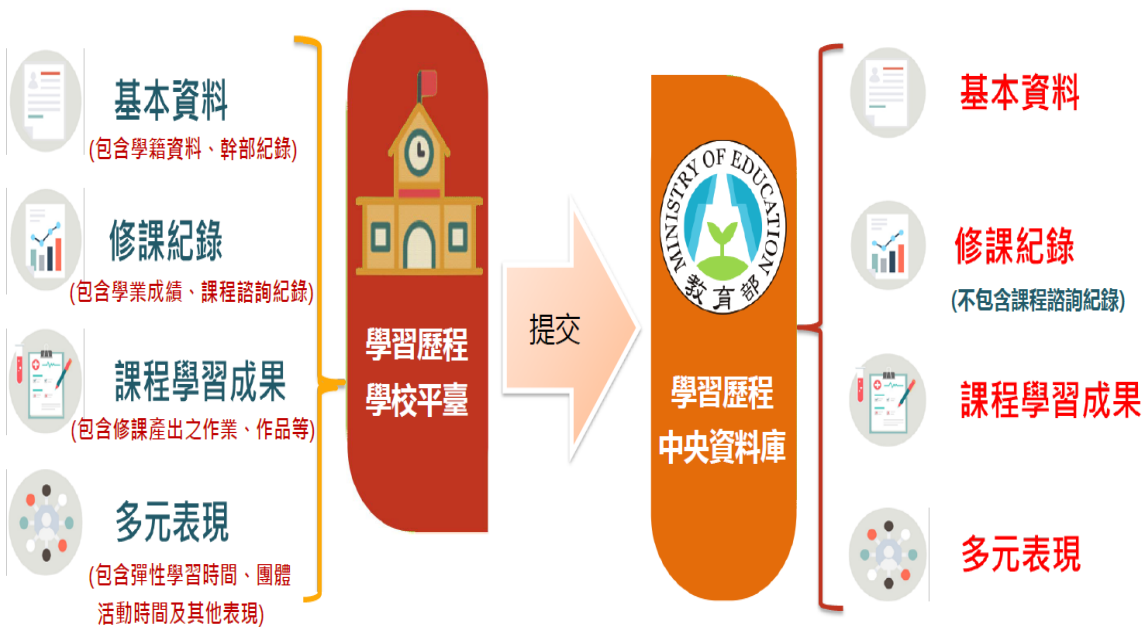 基本資料
(包含學籍資料、幹部紀錄)
修課紀錄
(包含學業成績、課程諮詢紀錄)
課程學習成果
(包含修課產出之作業、作品等)
多元表現
(包含彈性學習時間、團體
活動時間及其他表現)
學習歷程
學校平臺
提交
MINISTRY OF EDUCATION
教育部
學習歷程
中央資料庫
基本資料
修課紀錄
(不包含課程諮詢紀錄)
課程學習成果
多元表現